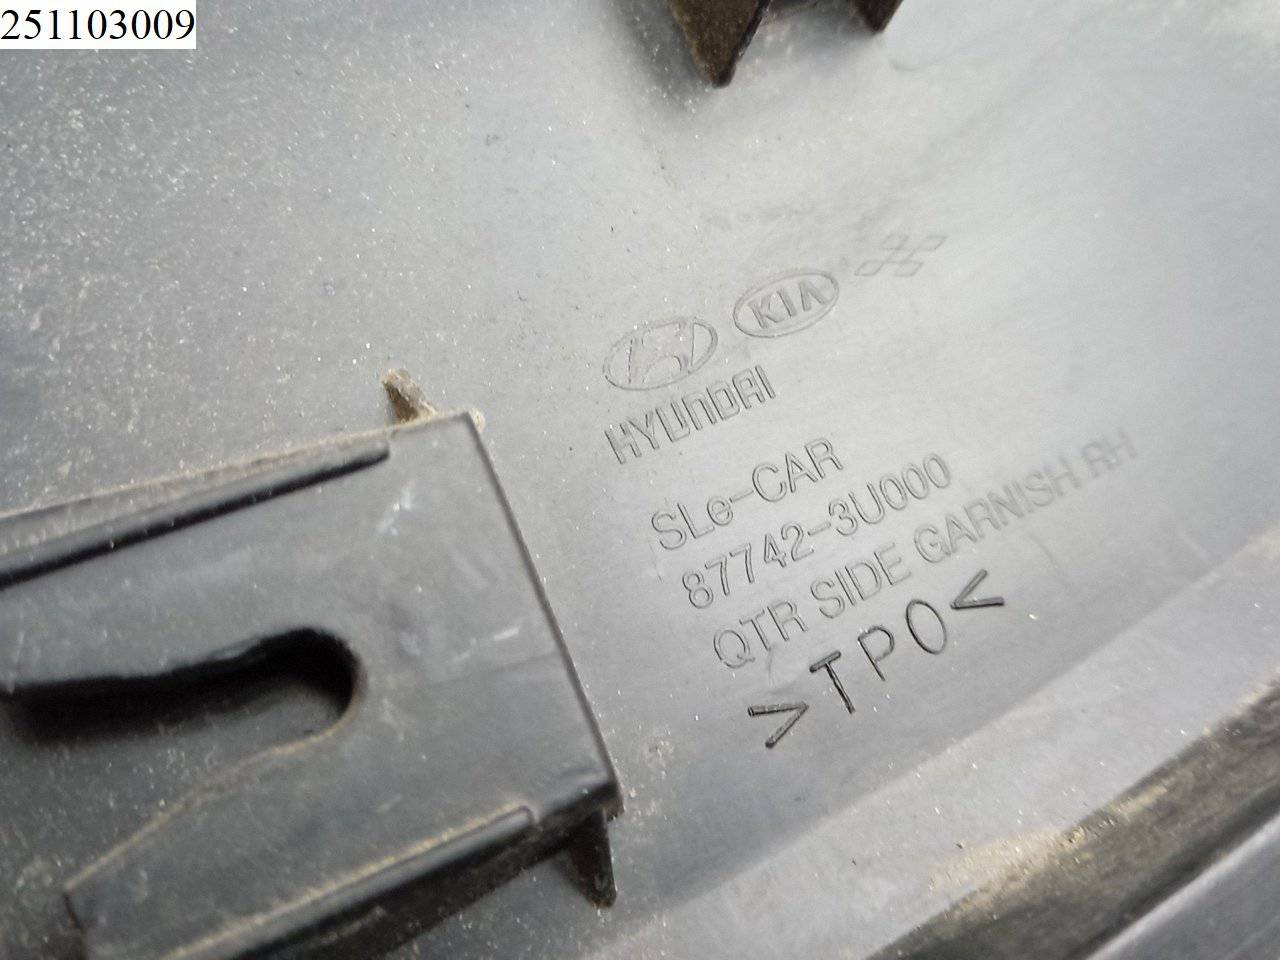 251103009
KIA
HYUNDAI
SLe-CAR
87742-3U000
QTR SIDE GARNISH RH
>TPO<